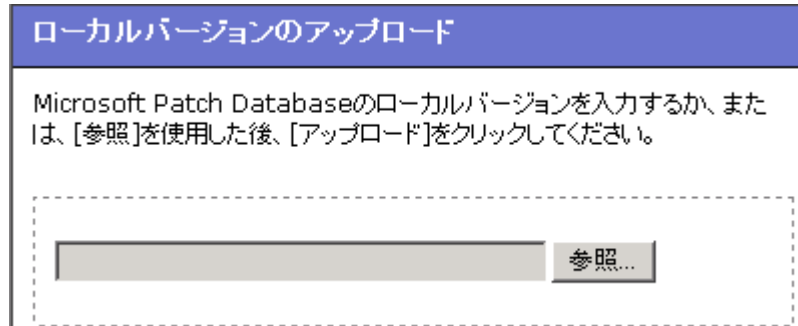 ローカルバージョンのアップロード
Microsoft Patch Databaseのローカルバージョンを入力するか、また
は、[参照]を使用した後、[アップロード]をクリックしてください。
参照...